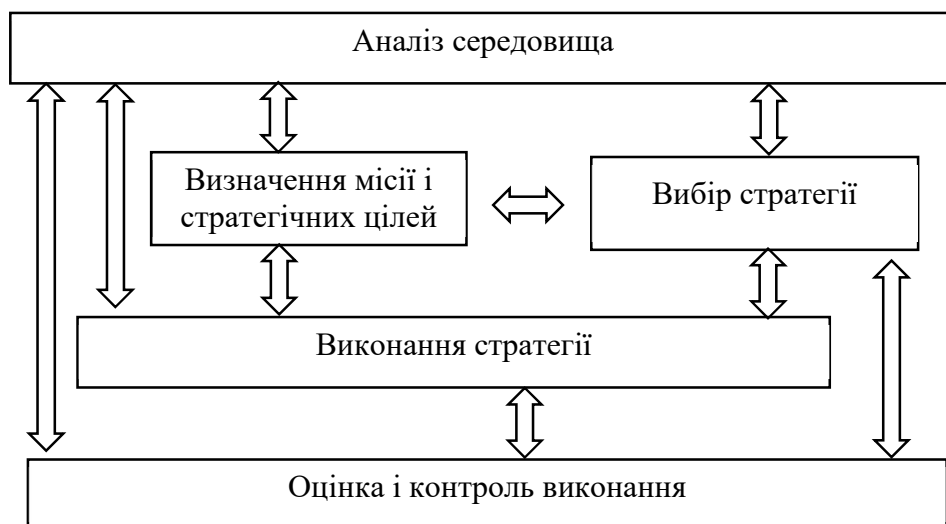 Аналіз середовища
Визначення місії і
стратегічних цілей
Вибір стратегії
Виконання стратегії
Оцінка і контроль виконання